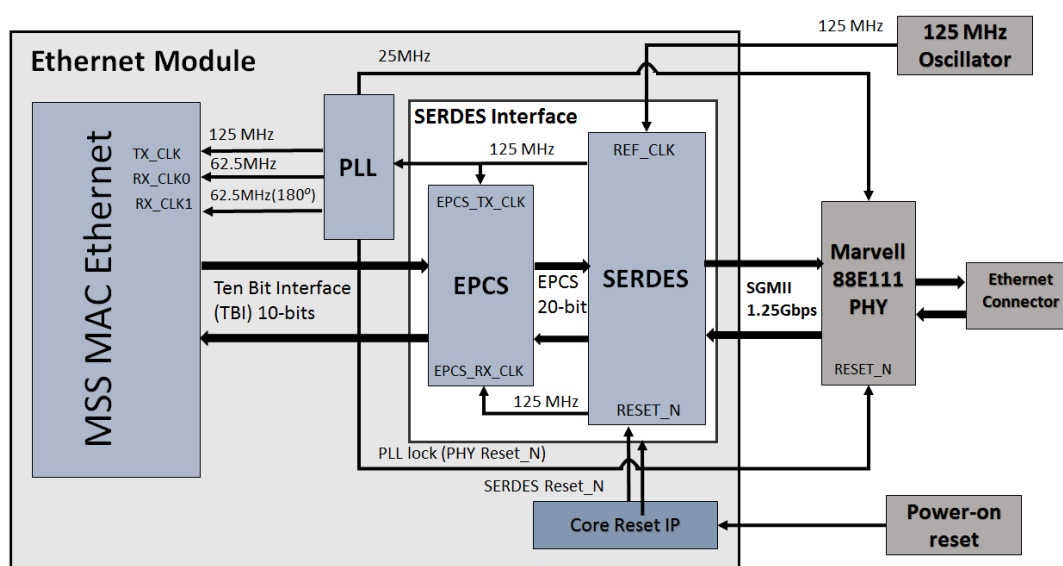 125 MHz
125 MHz
Oscillator
Ethernet Module
25MHz
SERDES Interface
MSS MAC Ethernet
TX_CLK
RX_CLK0
RX_CLK1
125 MHz
62.5MHz
62.5MHz(180º)
PLL
125 MHz
REF_CLK
EPCS_TX_CLK
EPCS
EPCS_RX_CLK
Ten Bit Interface
(TBI) 10-bits
EPCS
20-bit
SERDES
125 MHz
RESET_N
SGMII
1.25Gbps
Marvell
88E111
PHY
RESET_N
Ethernet
Connector
PLL lock (PHY Reset_N)
SERDES Reset_N
Core Reset IP
Power-on
reset